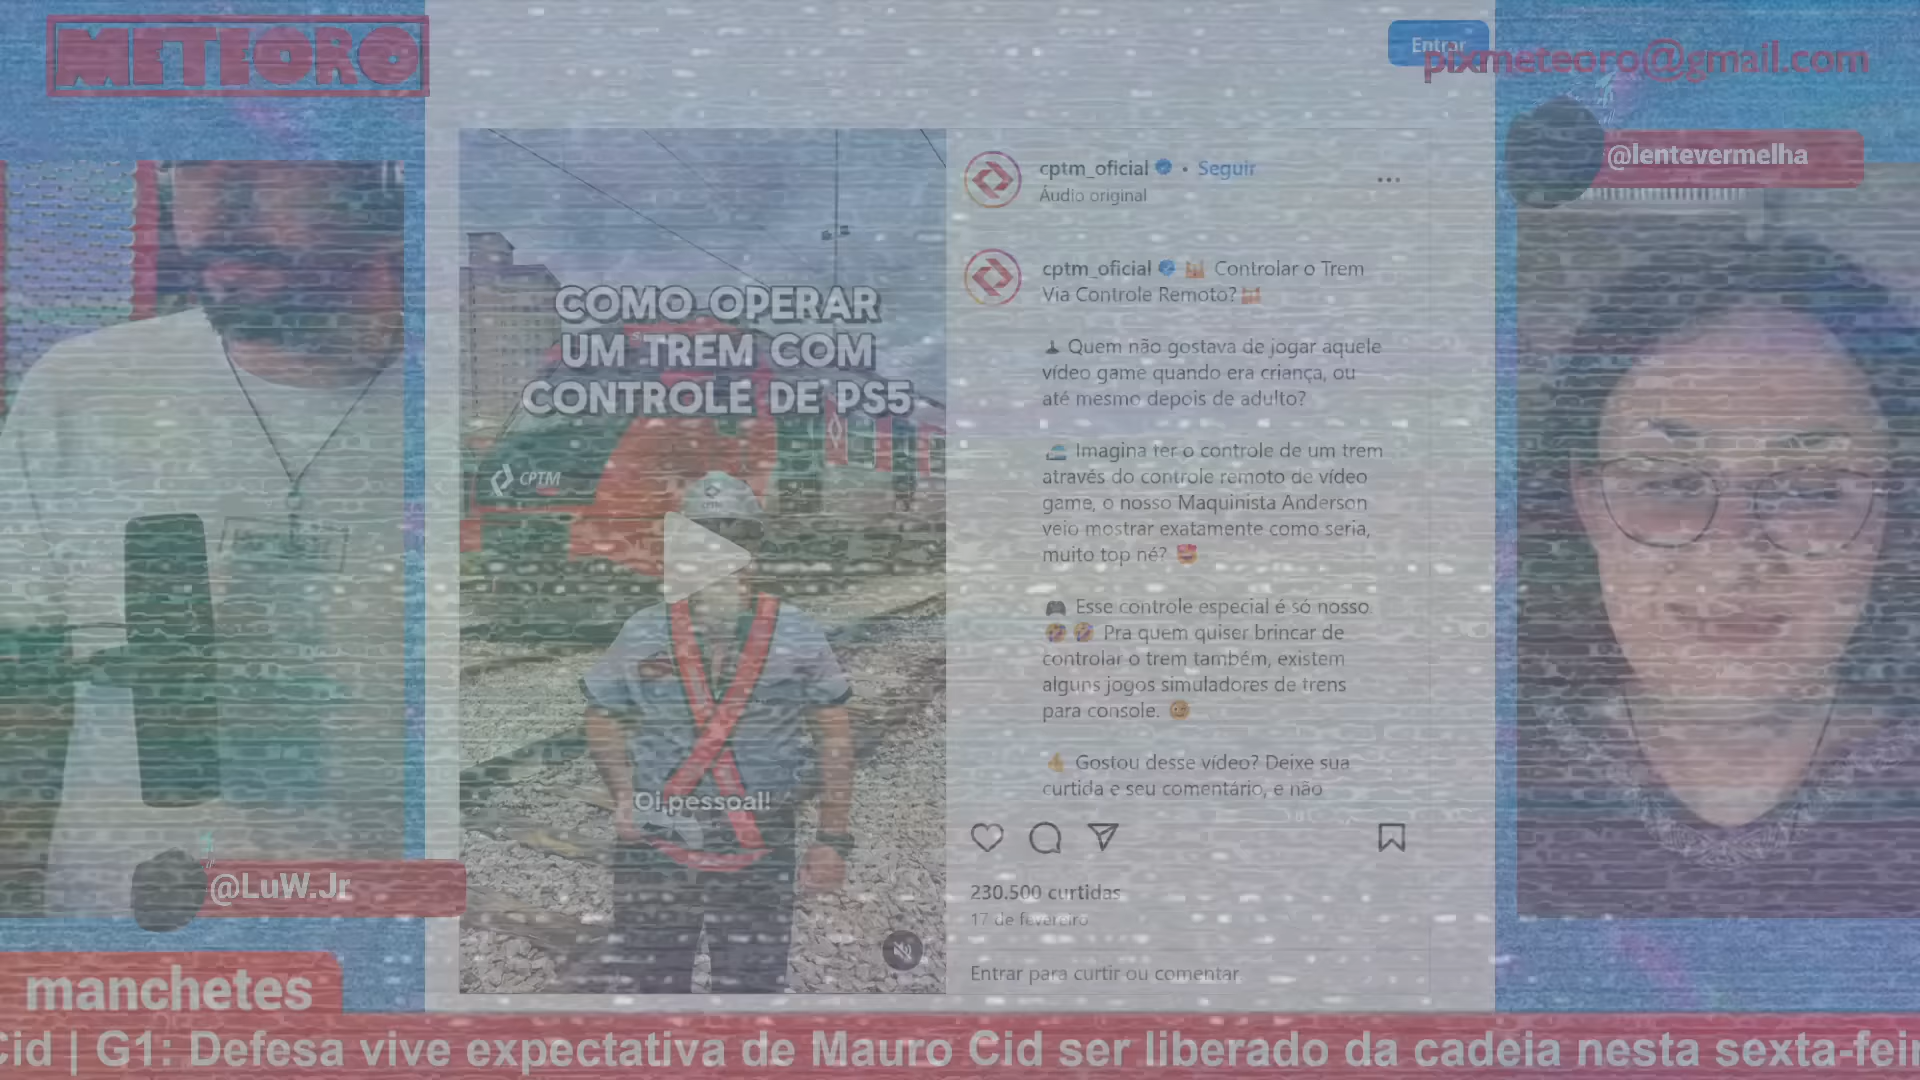 METEORO
Entrar
pixmeteoro@gmail.com
@lentevermelha
cptm_oficial • Seguir
Áudio original
COMO OPERAR
UM TREM COM
CONTROLE DE PS5
CPTM
Oi pessoal!
cptm_oficial Controlar o Trem
Via Controle Remoto?
Quem não gostava de jogar aquele
vídeo game quando era criança, ou
até mesmo depois de adulto?
Imagina ter o controle de um trem
através do controle remoto de vídeo
game, o nosso Maquinista Anderson
veio mostrar exatamente como seria,
muito top né?
Esse controle especial é só nosso
Pra quem quiser brincar de
controlar o trem também, existem
alguns jogos simuladores de trens
para console.
Gostou desse vídeo? Deixe sua
curtida e seu comentário, e não
230.500 curtidas
17 de fevereiro
Entrar para curtir ou comentar.
@LuW.Jr
manchetes
Cid | G1: Defesa vive expectativa de Mauro Cid ser liberado da cadeia nesta sexta-feir